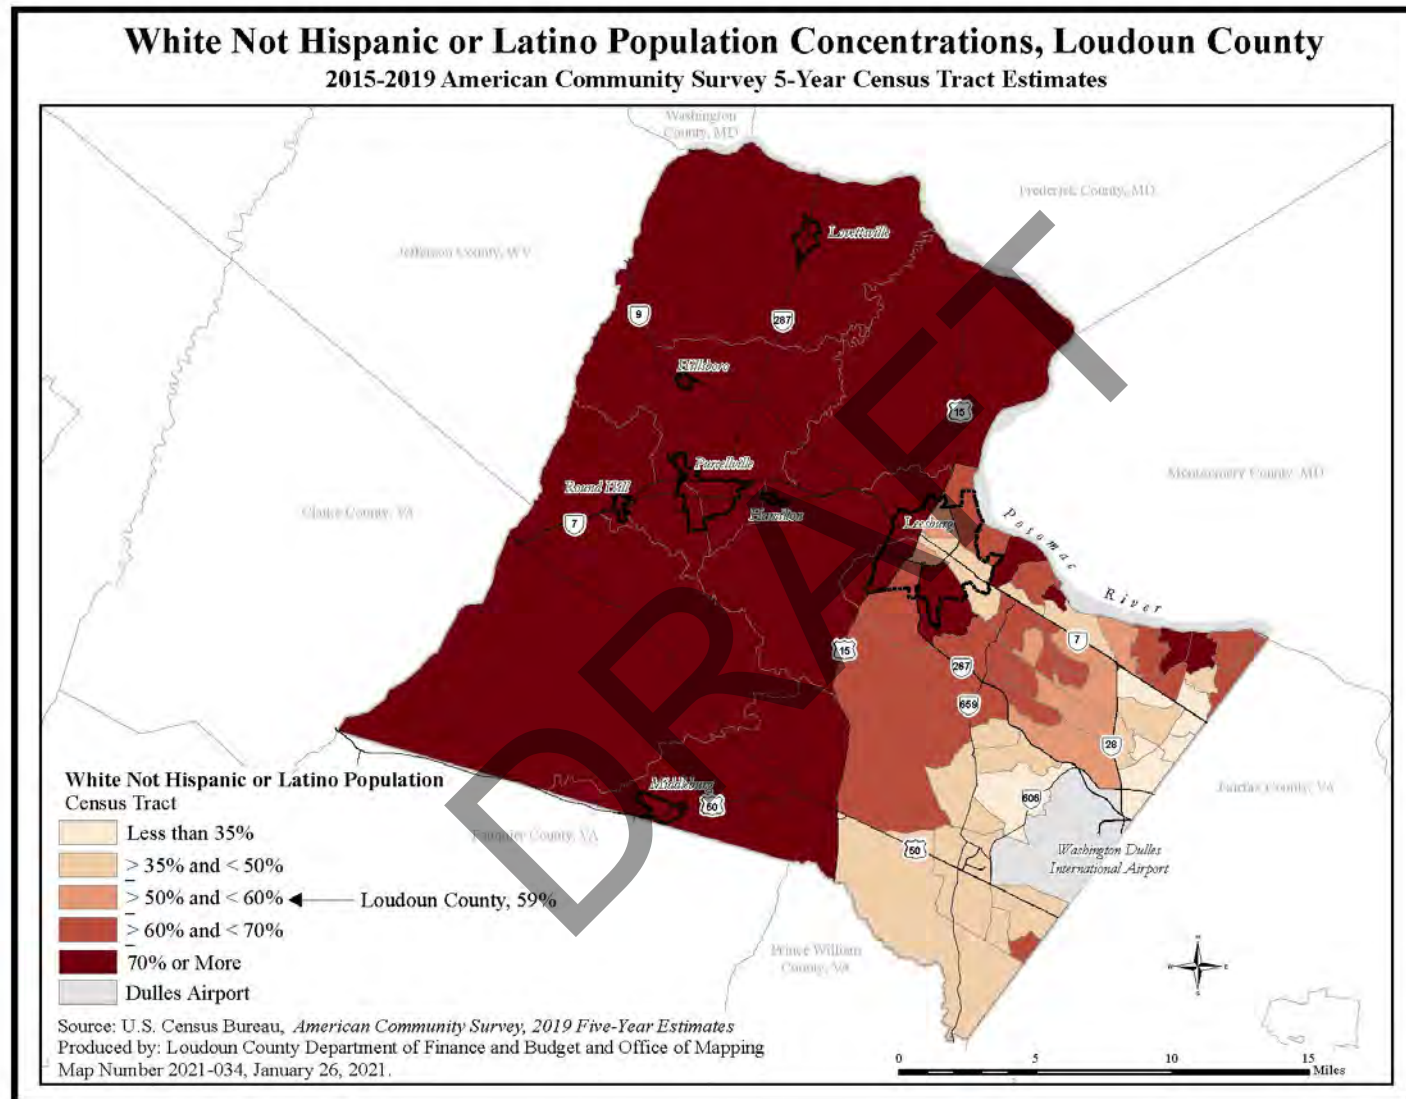 White Not Hispanic or Latino Population Concentrations, Loudoun County
2015-2019 American Community Survey 5-Year Census Tract Estimates
Washington
County, MD
Frederick County, MD
Lovettsville
Jefferson County, WV
9
287
Hillsboro
15
Purcellville
Montgomery County, MD
Round Hill
Clarke County, VA
7
Hamilton
Leesburg
Potomac
River
7
15
267
659
28
Middleburg
50
606
Fairfax County, VA
Fauquier County, VA
50
Washington Dulles
International Airport
Prince William
County, VA
DRAFT
White Not Hispanic or Latino Population
Census Tract
Less than 35%
> 35% and < 50%
> 50% and < 60%
Loudoun County, 59%
> 60% and < 70%
70% or More
Dulles Airport
N
W
E
S
Source: U.S. Census Bureau, American Community Survey, 2019 Five-Year Estimates
Produced by: Loudoun County Department of Finance and Budget and Office of Mapping
Map Number 2021-034, January 26, 2021.
0 5 10 15
Miles